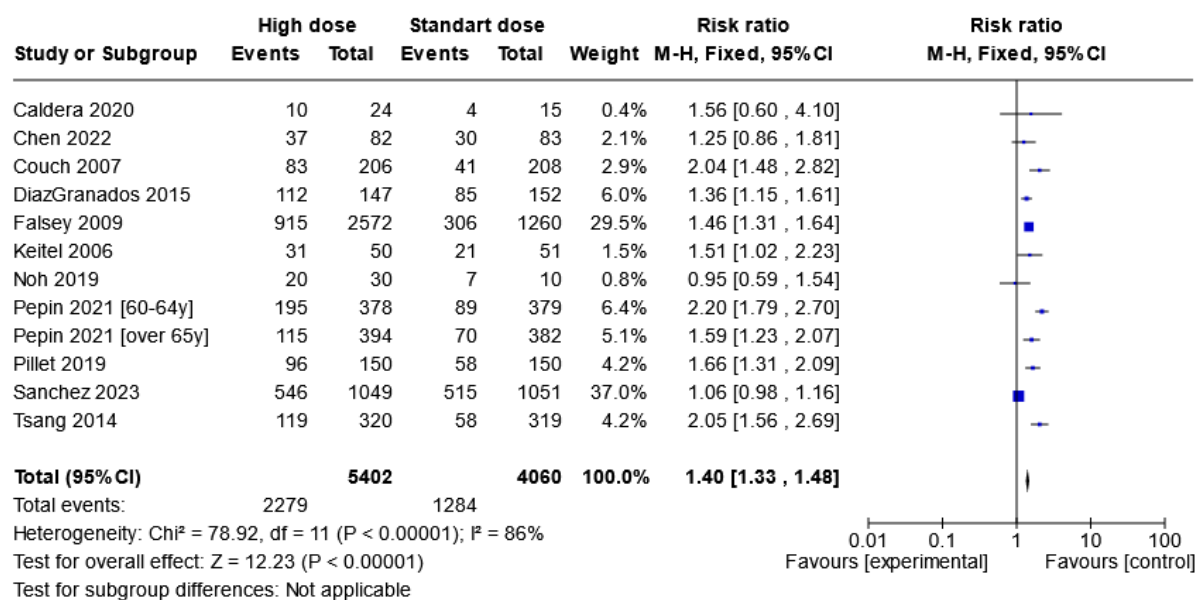 High dose Standart dose Risk ratio Risk ratio
Study or Subgroup Events Total Events Total Weight M-H, Fixed, 95% CI M-H, Fixed, 95% CI
Caldera 2020 10 24 4 15 0.4% 1.56 [0.60 , 4.10]
Chen 2022 37 82 30 83 2.1% 1.25 [0.86 , 1.81]
Couch 2007 83 206 41 208 2.9% 2.04 [1.48 , 2.82]
DiazGranados 2015 112 147 85 152 6.0% 1.36 [1.15 , 1.61]
Falsey 2009 915 2572 306 1260 29.5% 1.46 [1.31 , 1.64]
Keitel 2006 31 50 21 51 1.5% 1.51 [1.02 , 2.23]
Noh 2019 20 30 7 10 0.8% 0.95 [0.59 , 1.54]
Pepin 2021 [60-64y] 195 378 89 379 6.4% 2.20 [1.79 , 2.70]
Pepin 2021 [over 65y] 115 394 70 382 5.1% 1.59 [1.23 , 2.07]
Pillet 2019 96 150 58 150 4.2% 1.66 [1.31 , 2.09]
Sanchez 2023 546 1049 515 1051 37.0% 1.06 [0.98 , 1.16]
Tsang 2014 119 320 58 319 4.2% 2.05 [1.56 , 2.69]
Total (95% CI) 5402 4060 100.0% 1.40 [1.33 , 1.48]
Total events: 2279 1284
Heterogeneity: Chi² = 78.92, df = 11 (P < 0.00001); I² = 86%
0.01 0.1 1 10 100
Test for overall effect: Z = 12.23 (P < 0.00001) Favours [experimental] Favours [control]
Test for subgroup differences: Not applicable